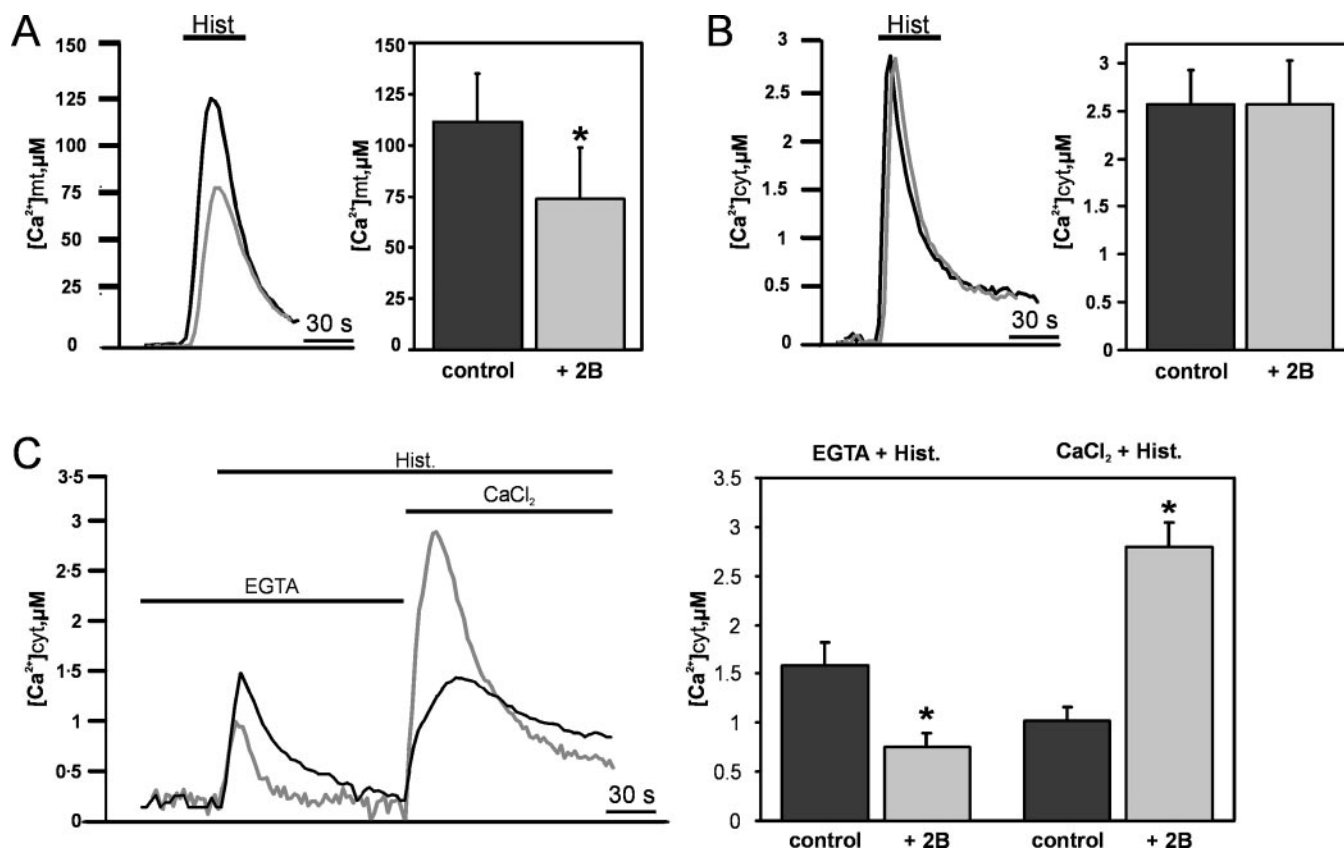 A
Hist
[Ca²⁺]mt,µM
150
125
100
75
50
25
0
30 s
[Ca²⁺]mt,µM
150
125
100
75
50
25
0
*
control
+ 2B
B
Hist
[Ca²⁺]cyt,µM
3
2.5
2
1.5
1
0.5
0
30 s
[Ca²⁺]cyt,µM
3
2.5
2
1.5
1
0.5
0
control
+ 2B
C
Hist.
CaCl₂
EGTA
[Ca²⁺]cyt,µM
3·5
3
2·5
2
1·5
1
0·5
0
30 s
EGTA + Hist.
CaCl₂ + Hist.
[Ca²⁺]cyt,µM
3.5
3
2.5
2
1.5
1
0.5
0
*
*
control
+ 2B
control
+ 2B